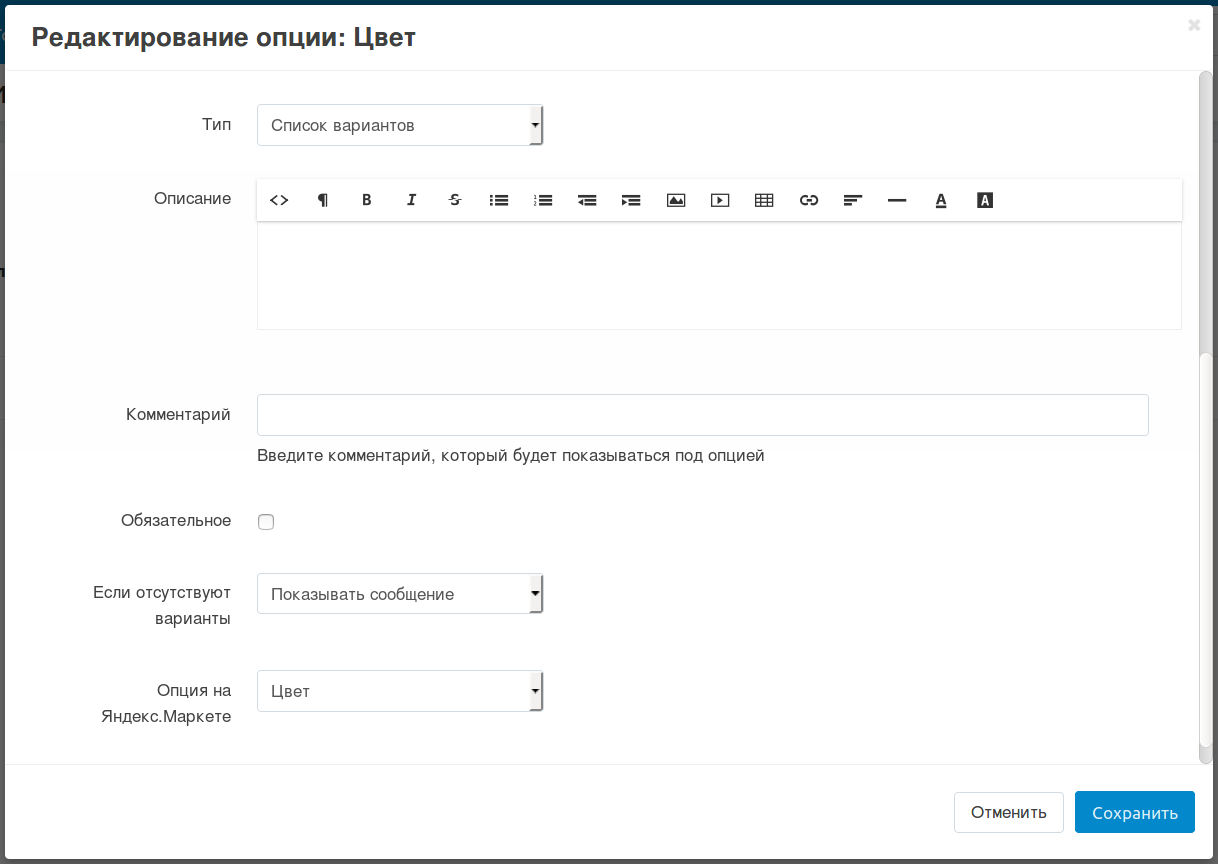 Редактирование опции: Цвет
Тип
Список вариантов
Описание
Комментарий
Введите комментарий, который будет показываться под опцией
Обязательное
Если отсутствуют
варианты
Показывать сообщение
Опция на
Яндекс.Маркете
Цвет
Отменить
Сохранить